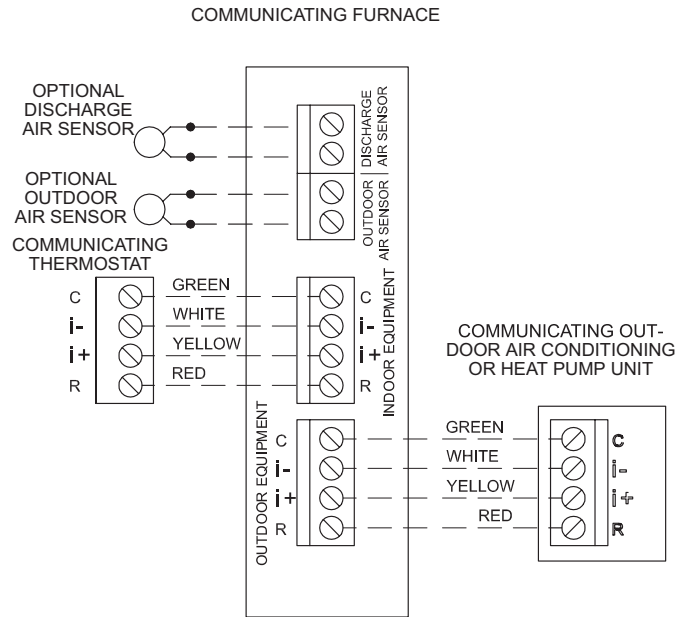 COMMUNICATING FURNACE
OPTIONAL
DISCHARGE
AIR SENSOR
DISCHARGE
AIR SENSOR
OPTIONAL
OUTDOOR
AIR SENSOR
OUTDOOR
AIR SENSOR
COMMUNICATING
THERMOSTAT
C
i-
i+
R
GREEN
WHITE
YELLOW
RED
C
i-
i+
R
INDOOR EQUIPMENT
COMMUNICATING OUT-
DOOR AIR CONDITIONING
OR HEAT PUMP UNIT
OUTDOOR EQUIPMENT
C
i-
i+
R
GREEN
WHITE
YELLOW
RED
C
i-
i+
R